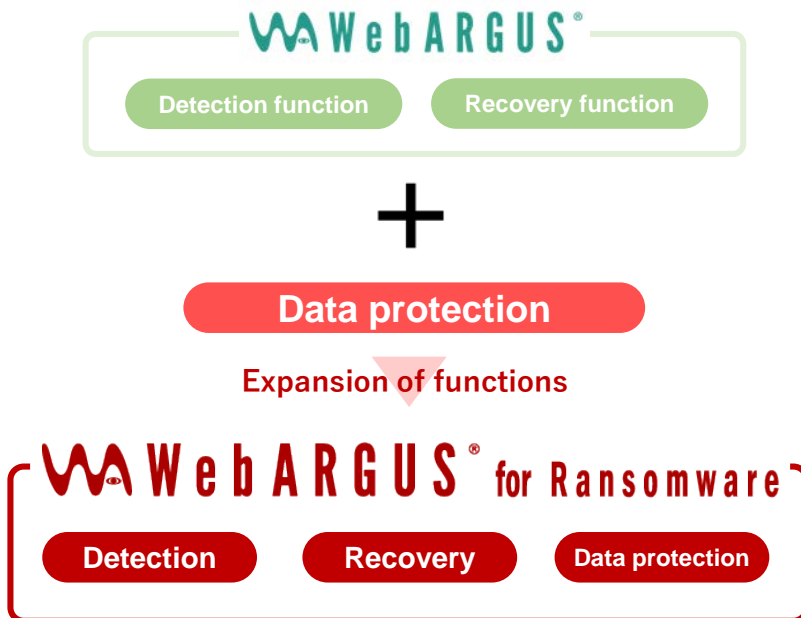 WebARGUS®
Detection function Recovery function
+
Data protection
Expansion of functions
WebARGUS® for Ransomware
Detection Recovery Data protection